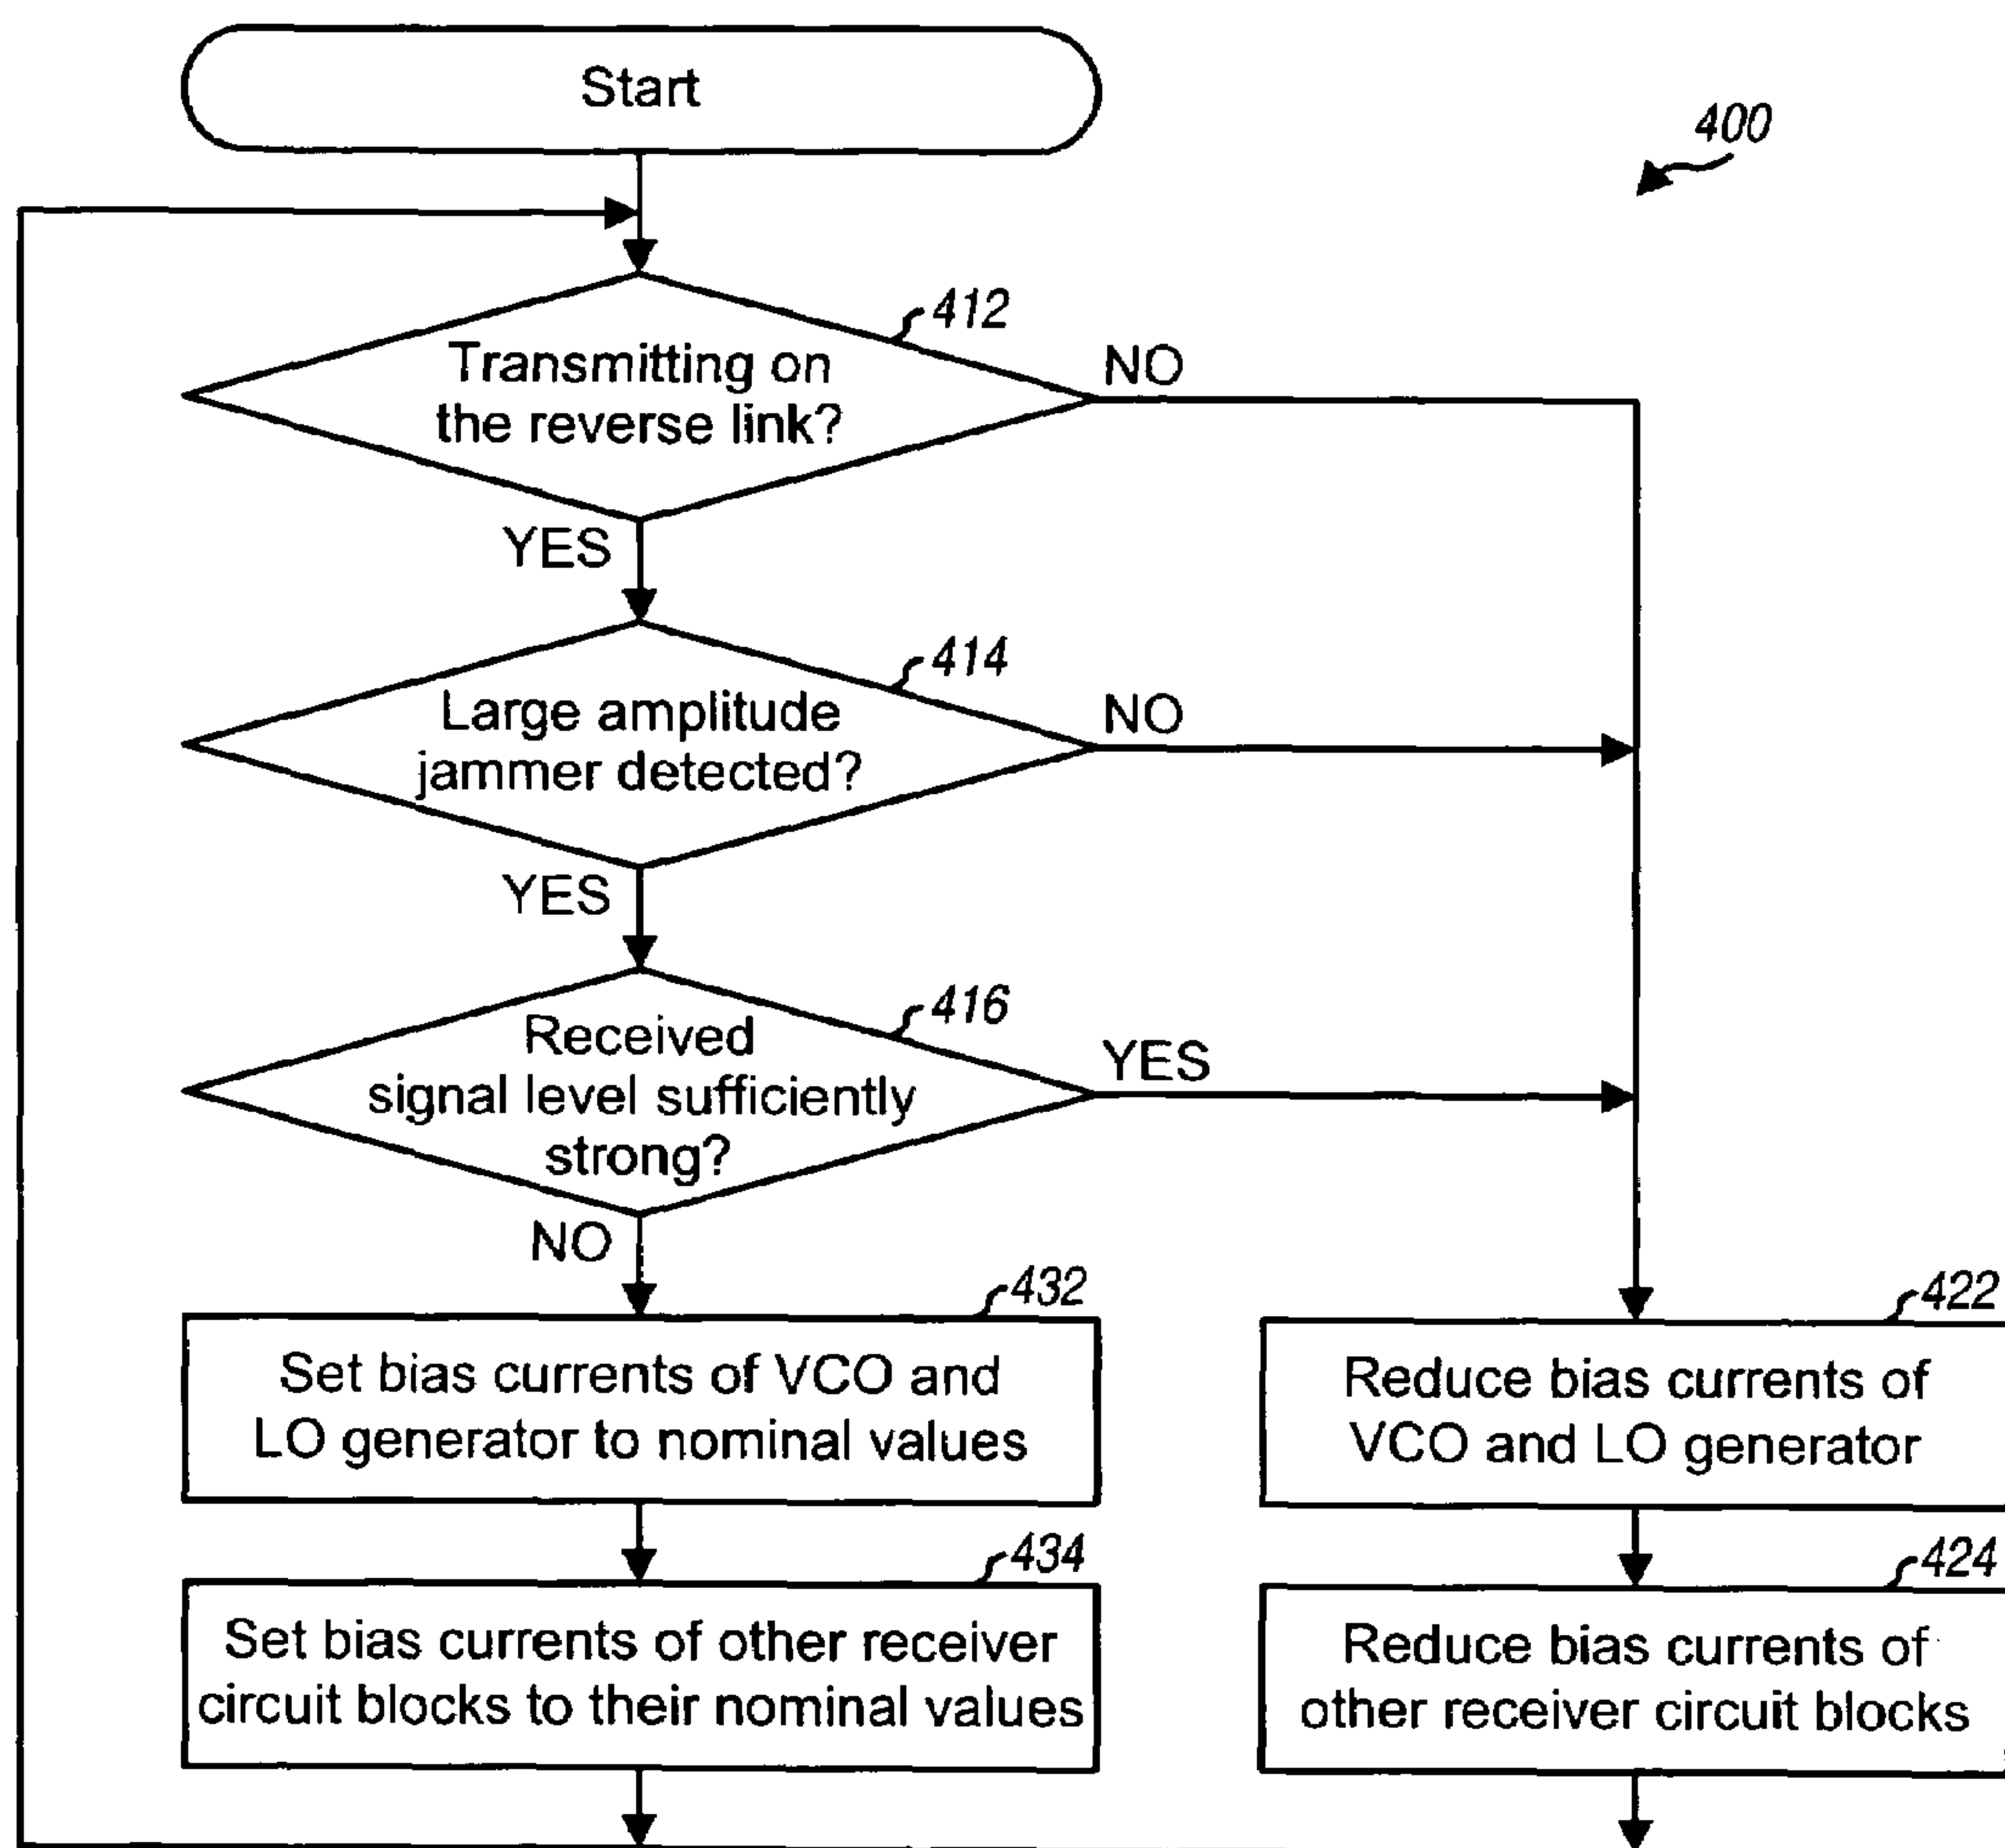 Start
400
412
Transmitting on
the reverse link?
NO
YES
414
Large amplitude
jammer detected?
NO
YES
416
Received
signal level sufficiently
strong?
YES
NO
432
Set bias currents of VCO and
LO generator to nominal values
422
Reduce bias currents of
VCO and LO generator
434
Set bias currents of other receiver
circuit blocks to their nominal values
424
Reduce bias currents of
other receiver circuit blocks